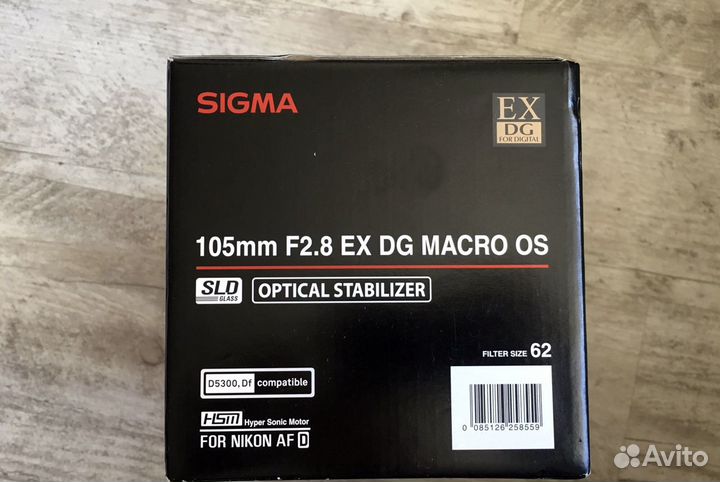 SIGMA
EX
DG
FOR DIGITAL
105mm F2.8 EX DG MACRO OS
SLD
GLASS
OPTICAL STABILIZER
FILTER SIZE 62
D5300, Df compatible
HSM Hyper Sonic Motor
FOR NIKON AF D
0 085126 258559
Avito